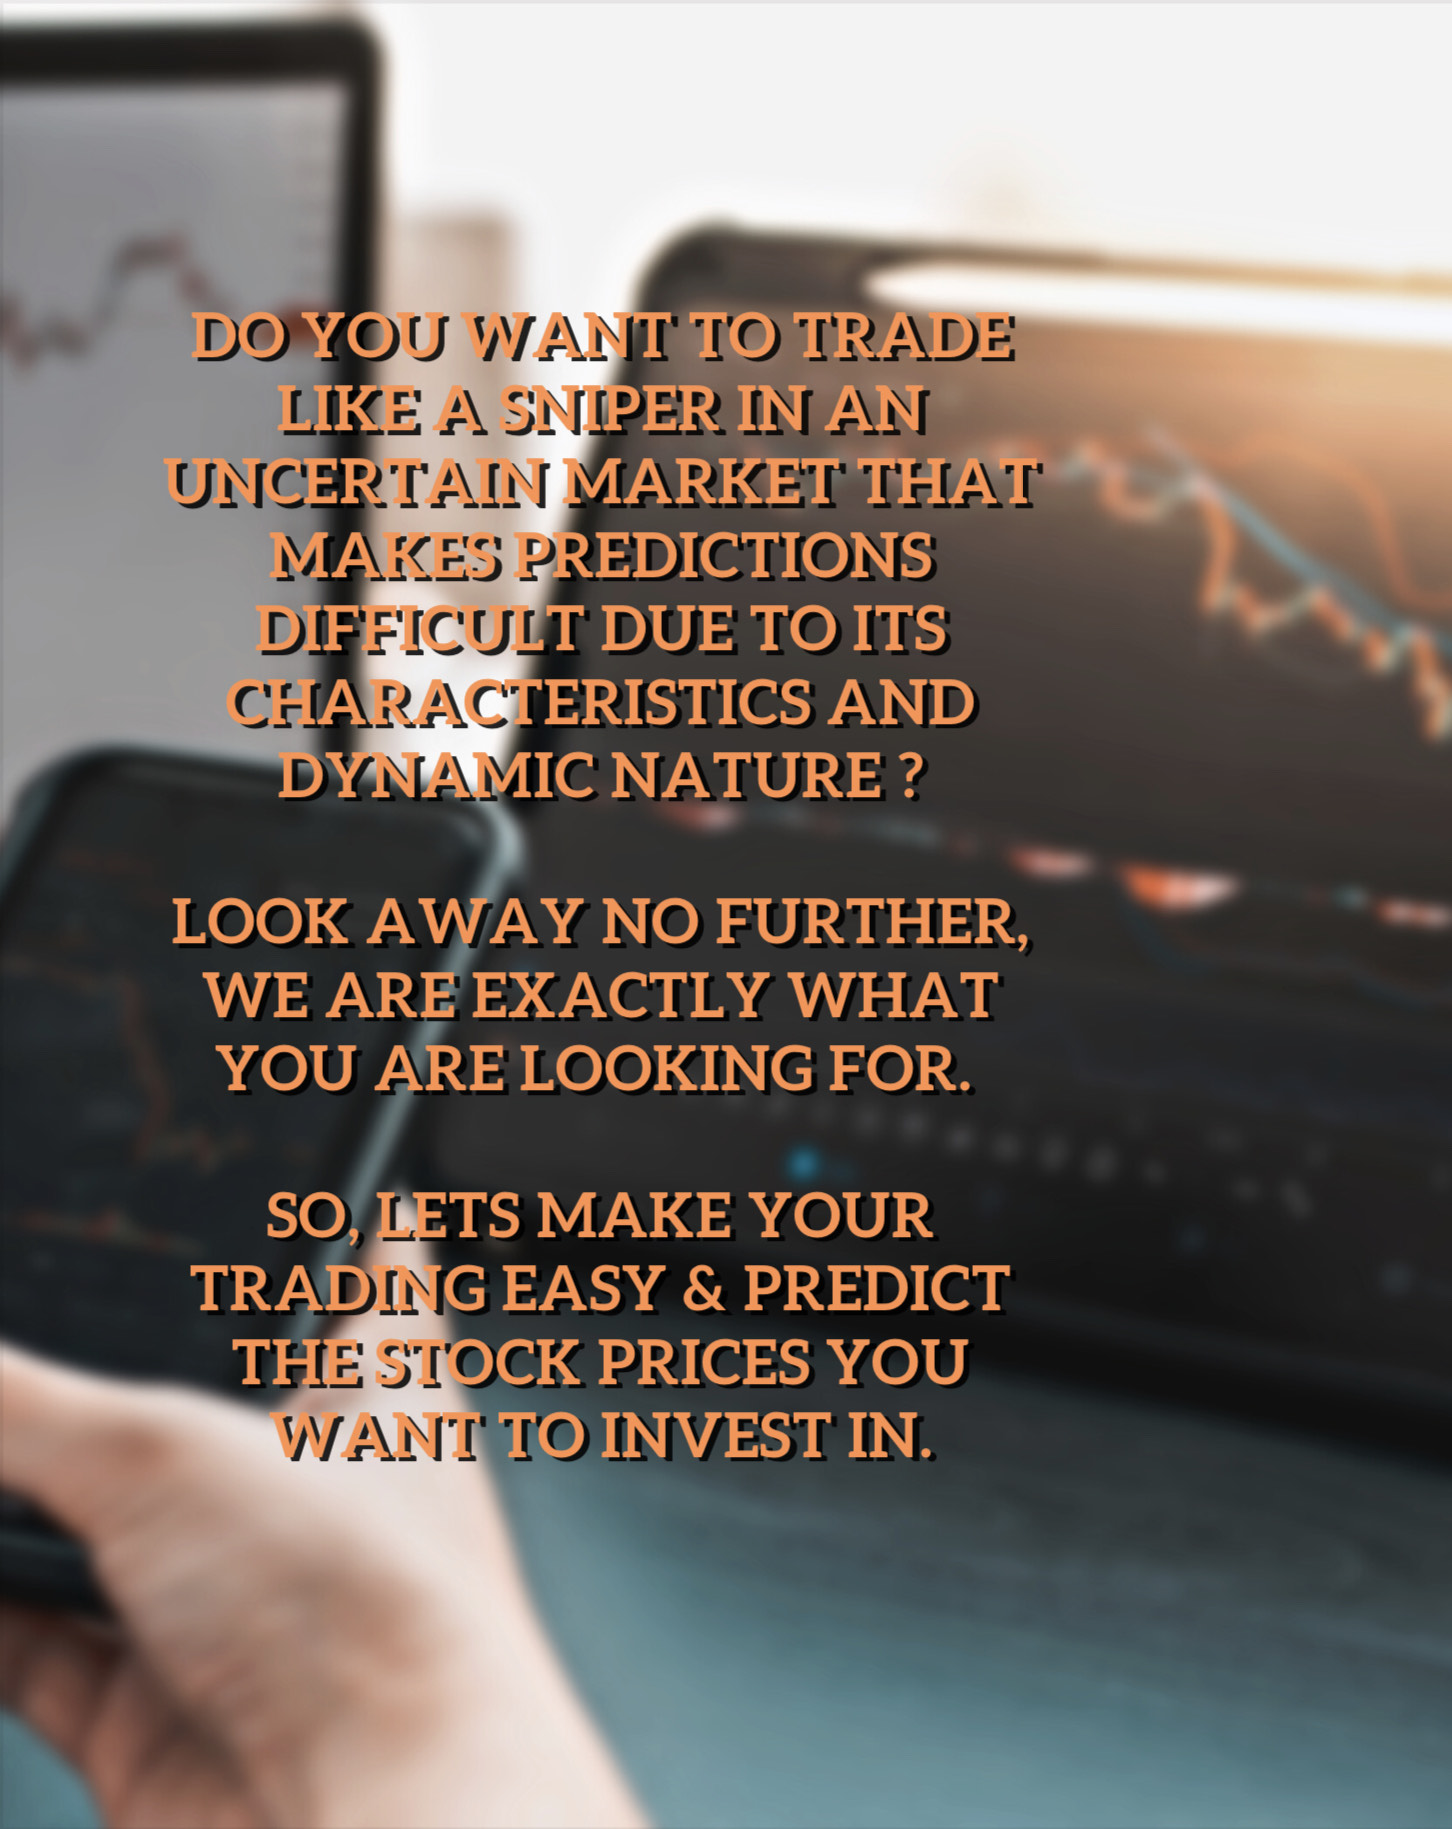 DO YOU WANT TO TRADE
LIKE A SNIPER IN AN
UNCERTAIN MARKET THAT
MAKES PREDICTIONS
DIFFICULT DUE TO ITS
CHARACTERISTICS AND
DYNAMIC NATURE ?
LOOK AWAY NO FURTHER,
WE ARE EXACTLY WHAT
YOU ARE LOOKING FOR.
SO, LETS MAKE YOUR
TRADING EASY & PREDICT
THE STOCK PRICES YOU
WANT TO INVEST IN.